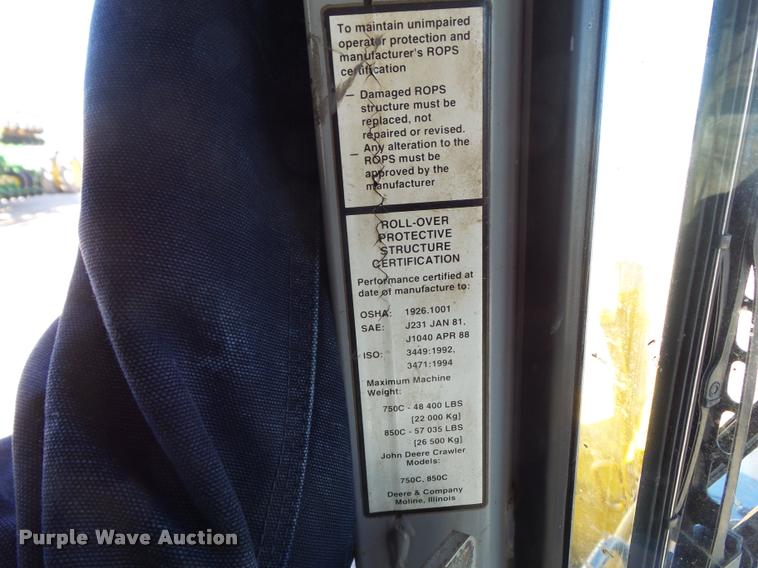 To maintain unimpaired
operator protection and
manufacturer's ROPS
certification
— Damaged ROPS
structure must be
replaced, not
repaired or revised.
— Any alteration to the
ROPS must be
approved by the
manufacturer
ROLL-OVER
PROTECTIVE
STRUCTURE
CERTIFICATION
Performance certified at
date of manufacture to:
OSHA: 1926.1001
SAE: J231 JAN 81,
J1040 APR 88
ISO: 3449:1992,
3471:1994
Maximum Machine
Weight:
750C - 48 400 LBS
[22 000 Kg]
850C - 57 035 LBS
[26 500 Kg]
John Deere Crawler
Models:
750C, 850C
Deere & Company
Moline, Illinois
Purple Wave Auction